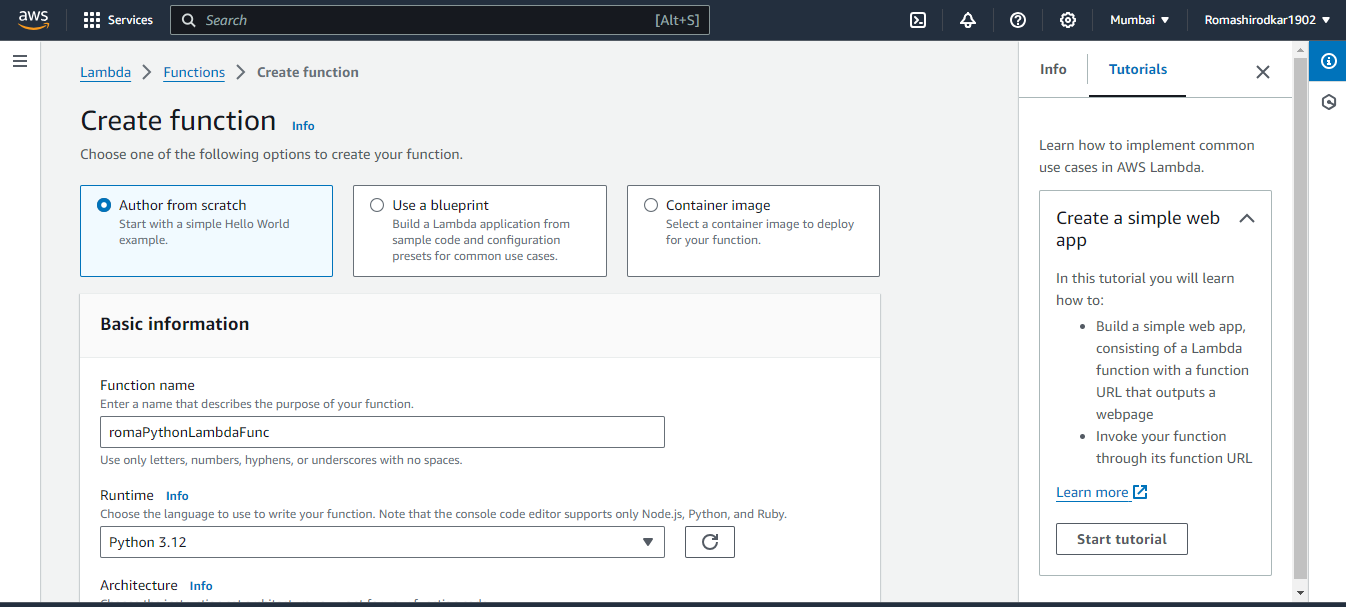 aws
Services
Search
[Alt+S]
Mumbai
Romashirodkar1902
Lambda
Functions
Create function
Create function
Info
Choose one of the following options to create your function.
Author from scratch
Start with a simple Hello World
example.
Use a blueprint
Build a Lambda application from
sample code and configuration
presets for common use cases.
Container image
Select a container image to deploy
for your function.
Basic information
Function name
Enter a name that describes the purpose of your function.
romaPythonLambdaFunc
Use only letters, numbers, hyphens, or underscores with no spaces.
Runtime Info
Choose the language to use to write your function. Note that the console code editor supports only Node.js, Python, and Ruby.
Python 3.12
Architecture Info
Info
Tutorials
Learn how to implement common
use cases in AWS Lambda.
Create a simple web
app
In this tutorial you will learn
how to:
• Build a simple web app,
consisting of a Lambda
function with a function
URL that outputs a
webpage
• Invoke your function
through its function URL
Learn more
Start tutorial